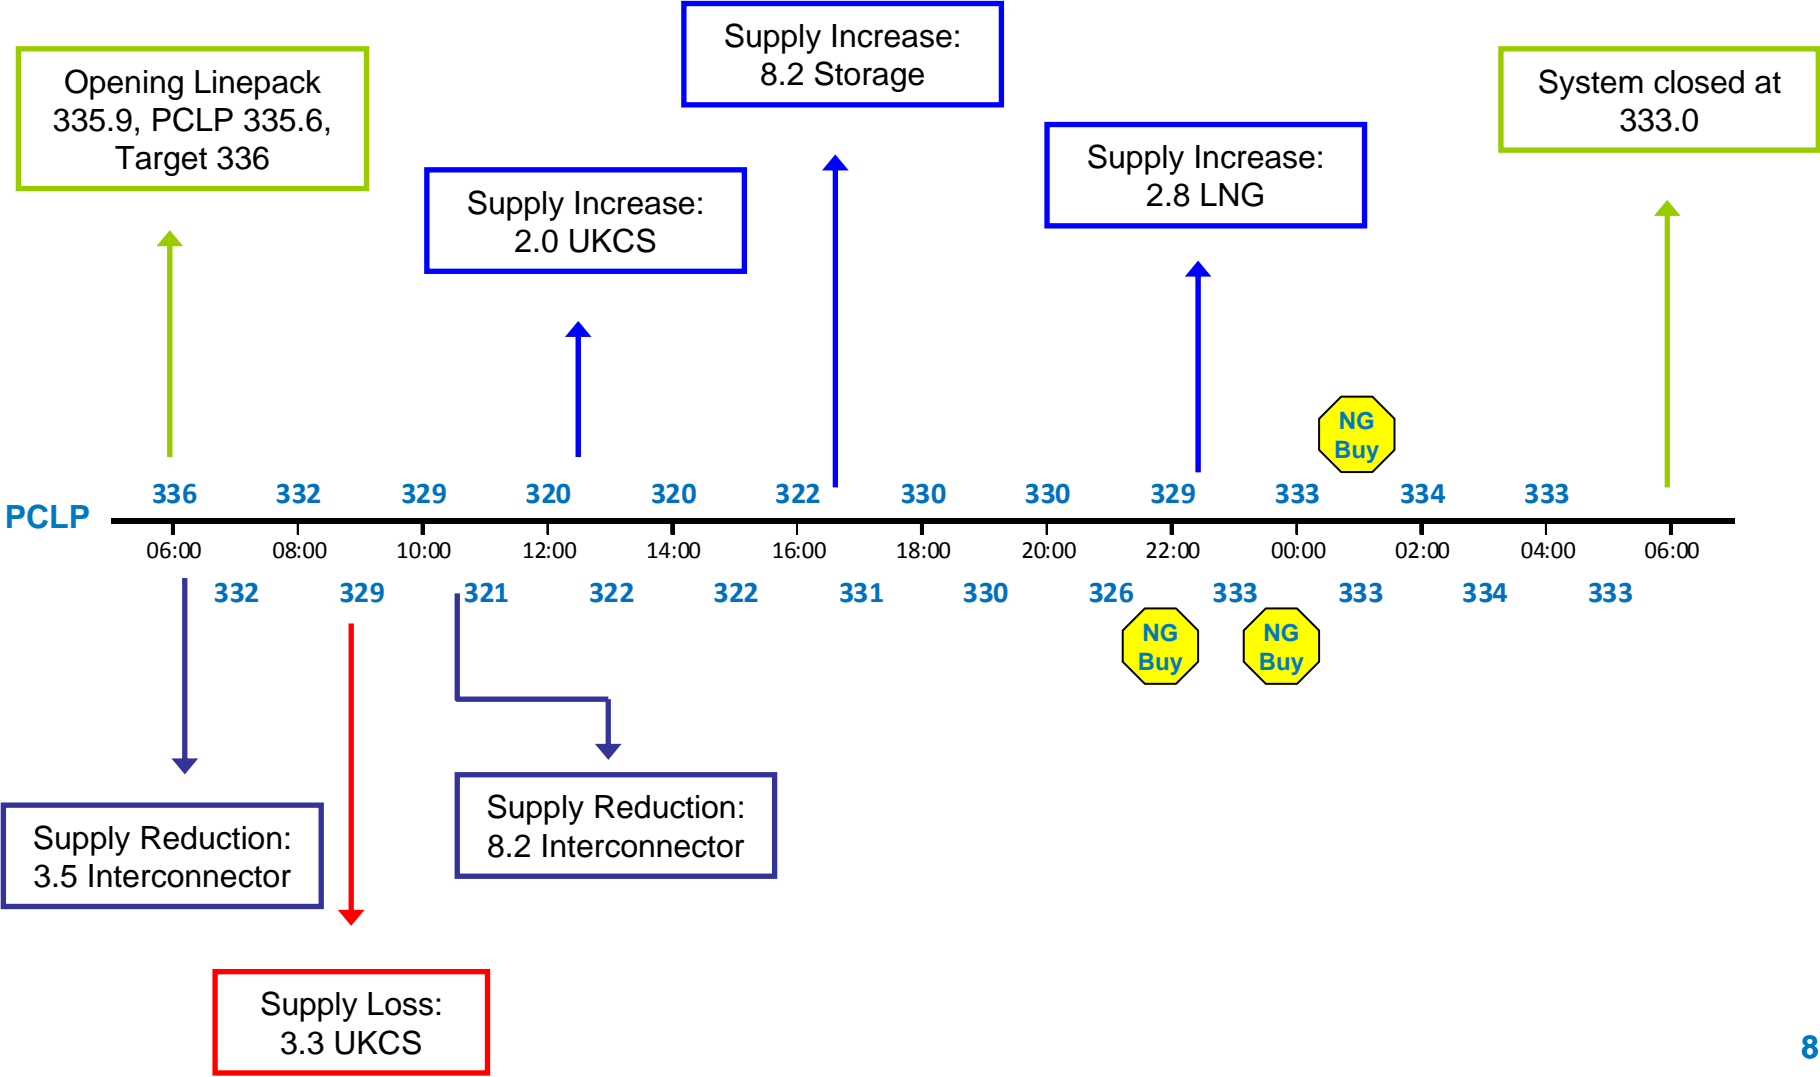 Supply Increase:
8.2 Storage
Opening Linepack
335.9, PCLP 335.6,
Target 336
System closed at
333.0
Supply Increase:
2.8 LNG
Supply Increase:
2.0 UKCS
NG
Buy
PCLP
336 332 329 320 320 322 330 330 329 333 334 333
06:00 08:00 10:00 12:00 14:00 16:00 18:00 20:00 22:00 00:00 02:00 04:00 06:00
332 329 321 322 322 331 330 326 333 333 334 333
NG
Buy
NG
Buy
Supply Reduction:
3.5 Interconnector
Supply Reduction:
8.2 Interconnector
Supply Loss:
3.3 UKCS
8